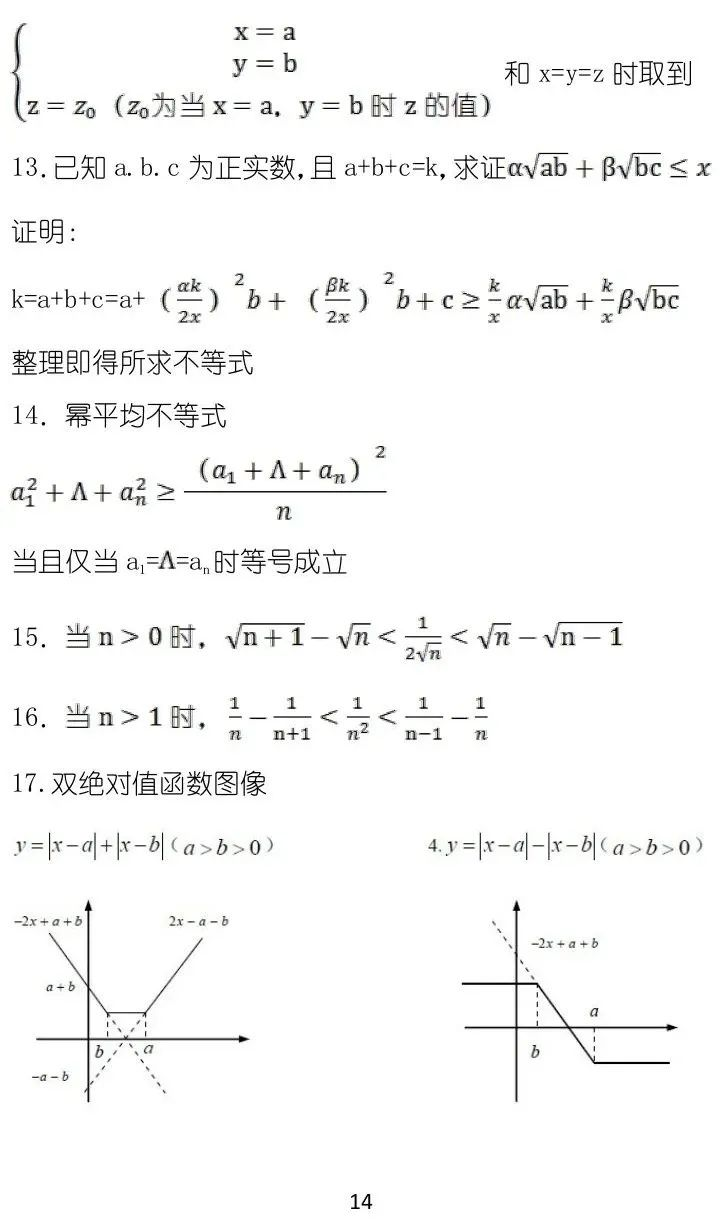 x = a
y = b
z = z₀（z₀为当 x = a，y = b 时 z 的值） 和 x=y=z 时取到
13.已知 a.b.c 为正实数,且 a+b+c=k,求证α√ab + β√bc ≤ x
证明:
k=a+b+c=a+（αk/2x）²b +（βk/2x）²b + c ≥ k/x α√ab + k/x β√bc
整理即得所求不等式
14. 幂平均不等式
a₁² + Λ + aₙ² ≥ （a₁ + Λ + aₙ）²/n
当且仅当 a₁=Λ=aₙ时等号成立
15. 当 n > 0 时，√n+1 − √n < 1/2√n < √n − √n−1
16. 当 n > 1 时，1/n − 1/n+1 < 1/n² < 1/n−1 − 1/n
17.双绝对值函数图像
y=|x−a|+|x−b|（a>b>0） 4.y=|x−a|−|x−b|（a>b>0）
−2x+a+b 2x−a−b
a+b
b a
−a−b
−2x+a+b
a
b
14